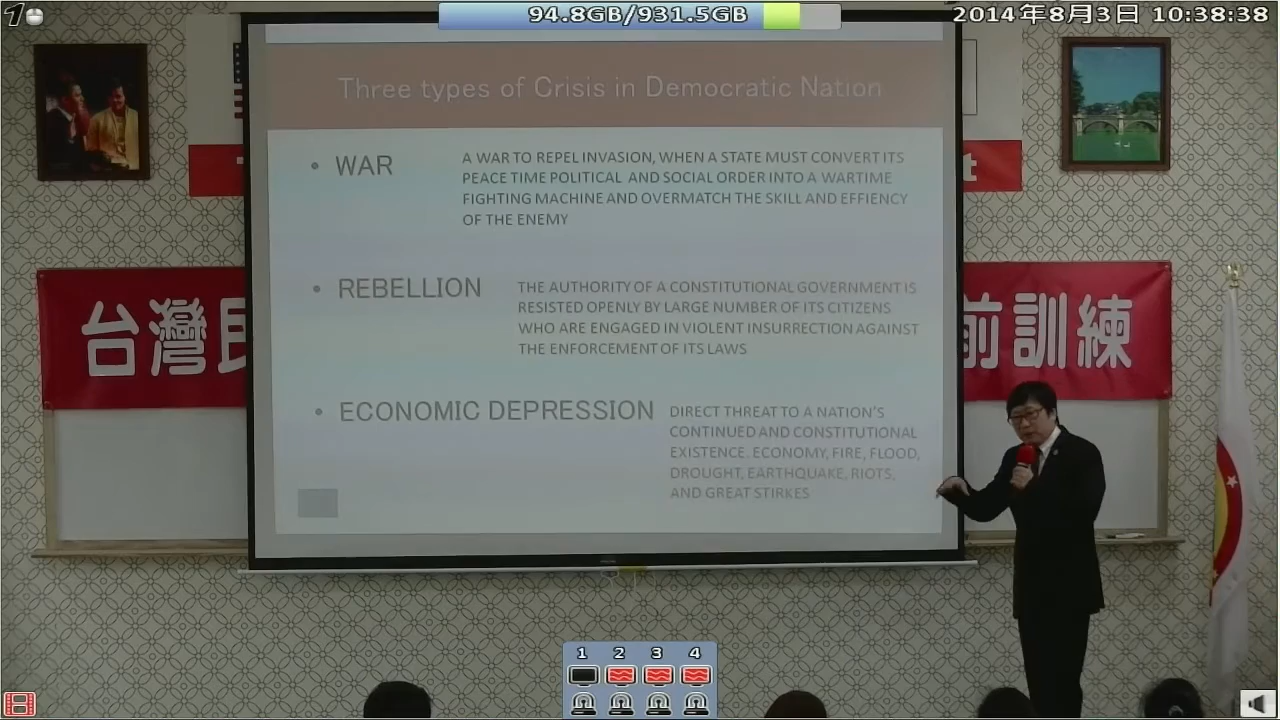 1
94.8GB/931.5GB
2014年8月3日 10:38:38
Three types of Crisis in Democratic Nation
t
• WAR
A WAR TO REPEL INVASION, WHEN A STATE MUST CONVERT ITS
PEACE TIME POLITICAL AND SOCIAL ORDER INTO A WARTIME
FIGHTING MACHINE AND OVERMATCH THE SKILL AND EFFIENCY
OF THE ENEMY
• REBELLION
THE AUTHORITY OF A CONSTITUTIONAL GOVERNMENT IS
RESISTED OPENLY BY LARGE NUMBER OF ITS CITIZENS
WHO ARE ENGAGED IN VIOLENT INSURRECTION AGAINST
THE ENFORCEMENT OF ITS LAWS
台灣民
前訓練
• ECONOMIC DEPRESSION
DIRECT THREAT TO A NATION'S
CONTINUED AND CONSTITUTIONAL
EXISTENCE. ECONOMY, FIRE, FLOOD,
DROUGHT, EARTHQUAKE, RIOTS,
AND GREAT STIRKES
1 2 3 4